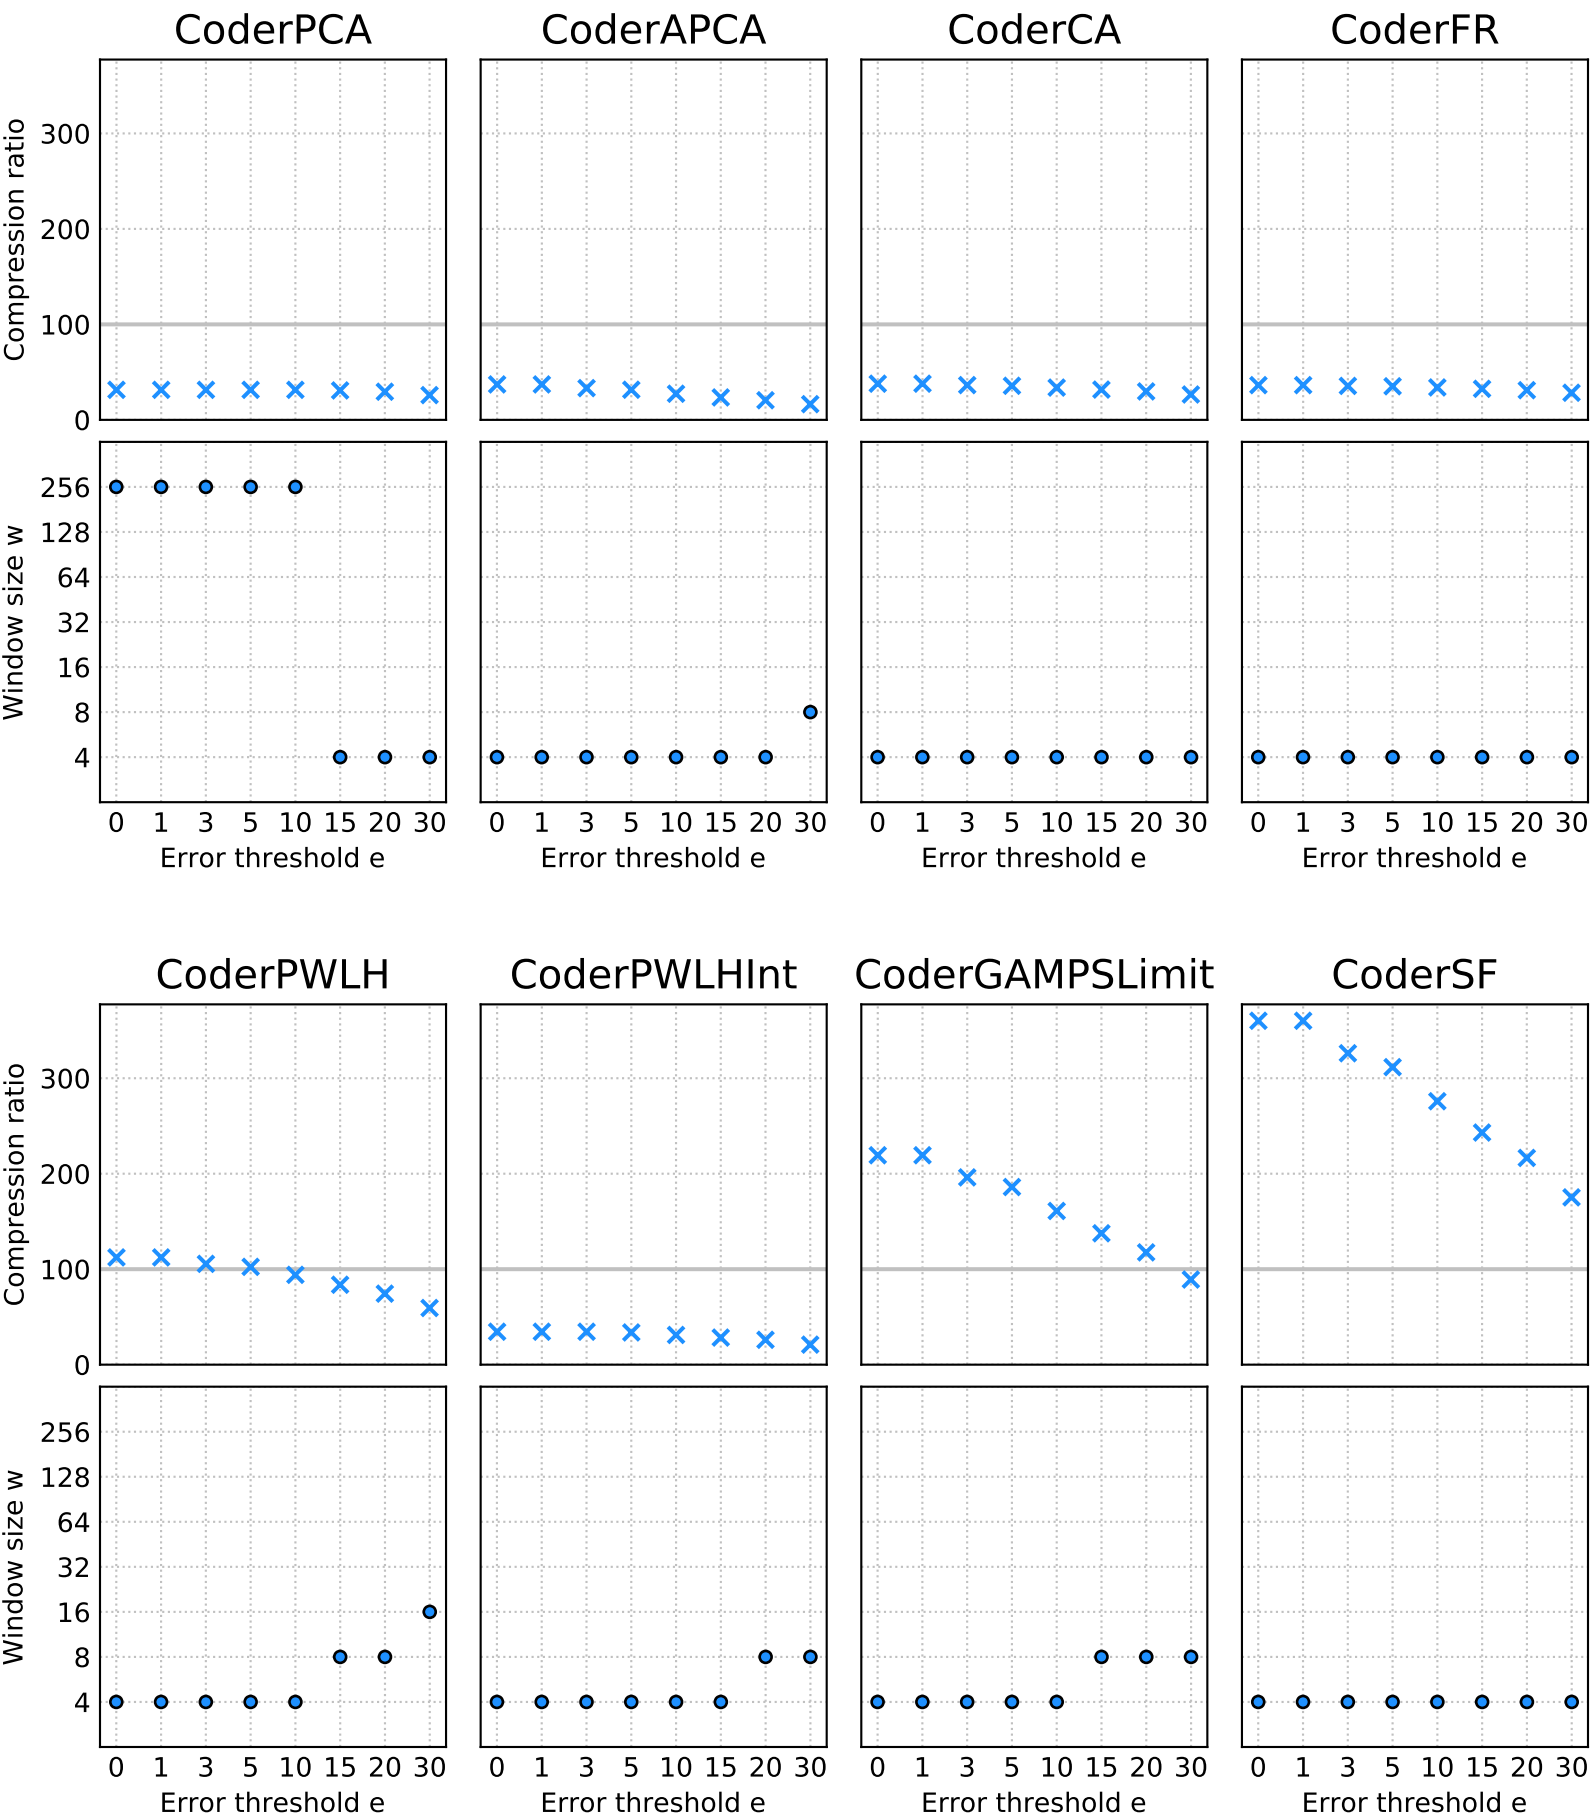 CoderPCA CoderAPCA CoderCA CoderFR
Compression ratio
300
200
100
0
Window size w
256
128
64
32
16
8
4
0 1 3 5 10 15 20 30 0 1 3 5 10 15 20 30 0 1 3 5 10 15 20 30 0 1 3 5 10 15 20 30
Error threshold e Error threshold e Error threshold e Error threshold e
CoderPWLH CoderPWLHInt CoderGAMPSLimit CoderSF
Compression ratio
300
200
100
0
Window size w
256
128
64
32
16
8
4
0 1 3 5 10 15 20 30 0 1 3 5 10 15 20 30 0 1 3 5 10 15 20 30 0 1 3 5 10 15 20 30
Error threshold e Error threshold e Error threshold e Error threshold e